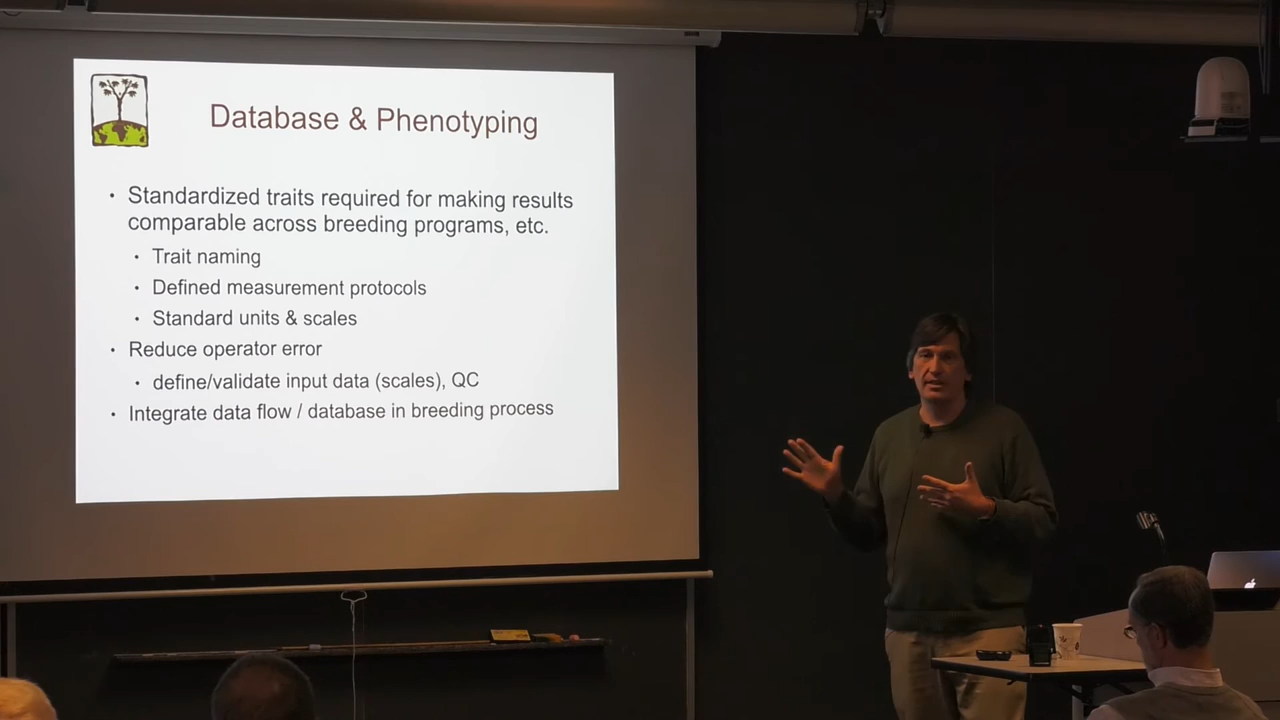 Database & Phenotyping
• Standardized traits required for making results
comparable across breeding programs, etc.
• Trait naming
• Defined measurement protocols
• Standard units & scales
• Reduce operator error
• define/validate input data (scales), QC
• Integrate data flow / database in breeding process